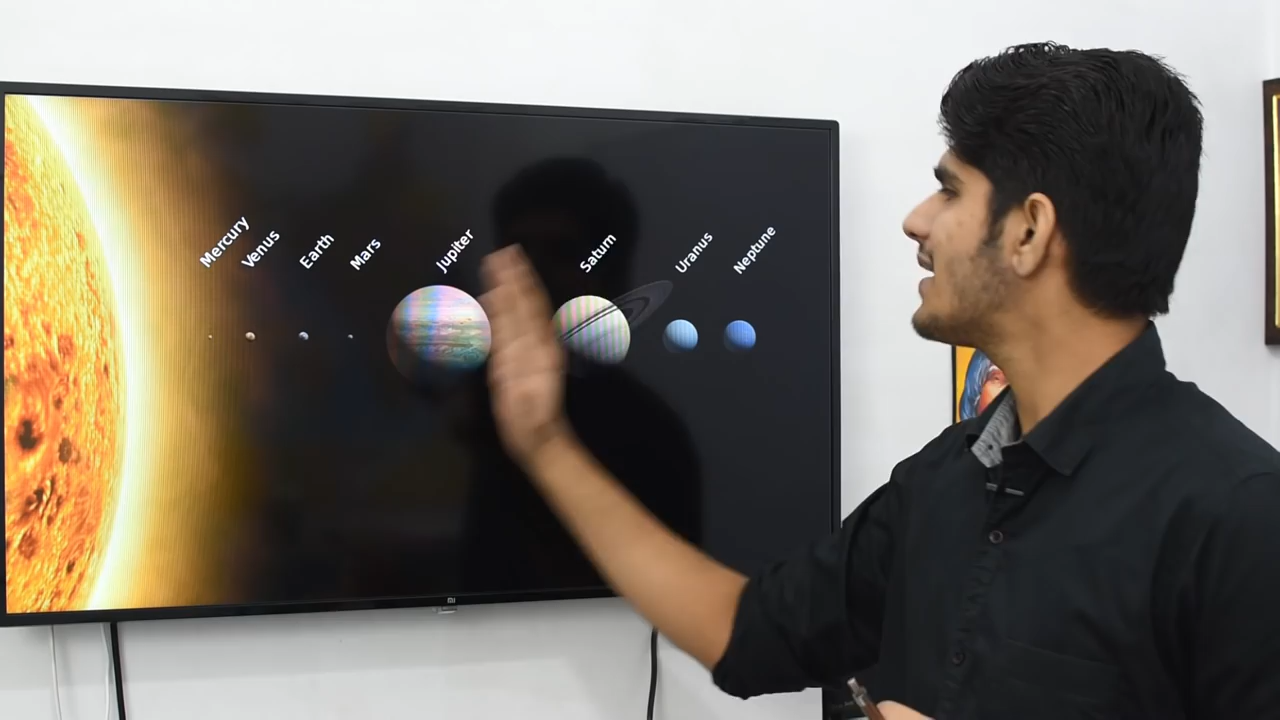 Mercury
Venus
Earth
Mars
Jupiter
Saturn
Uranus
Neptune
mi